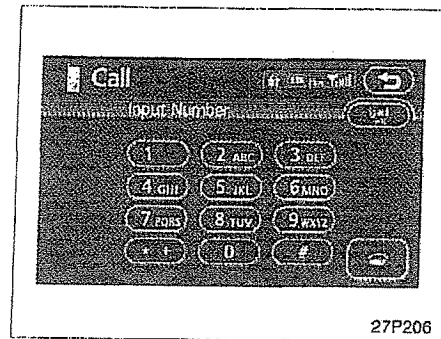 Call
Input Number
1 2 ABC 3 DEF
4 GHI 5 JKL 6 MNO
7 PQRS 8 TUV 9 WXYZ
* + 0 #
27P206